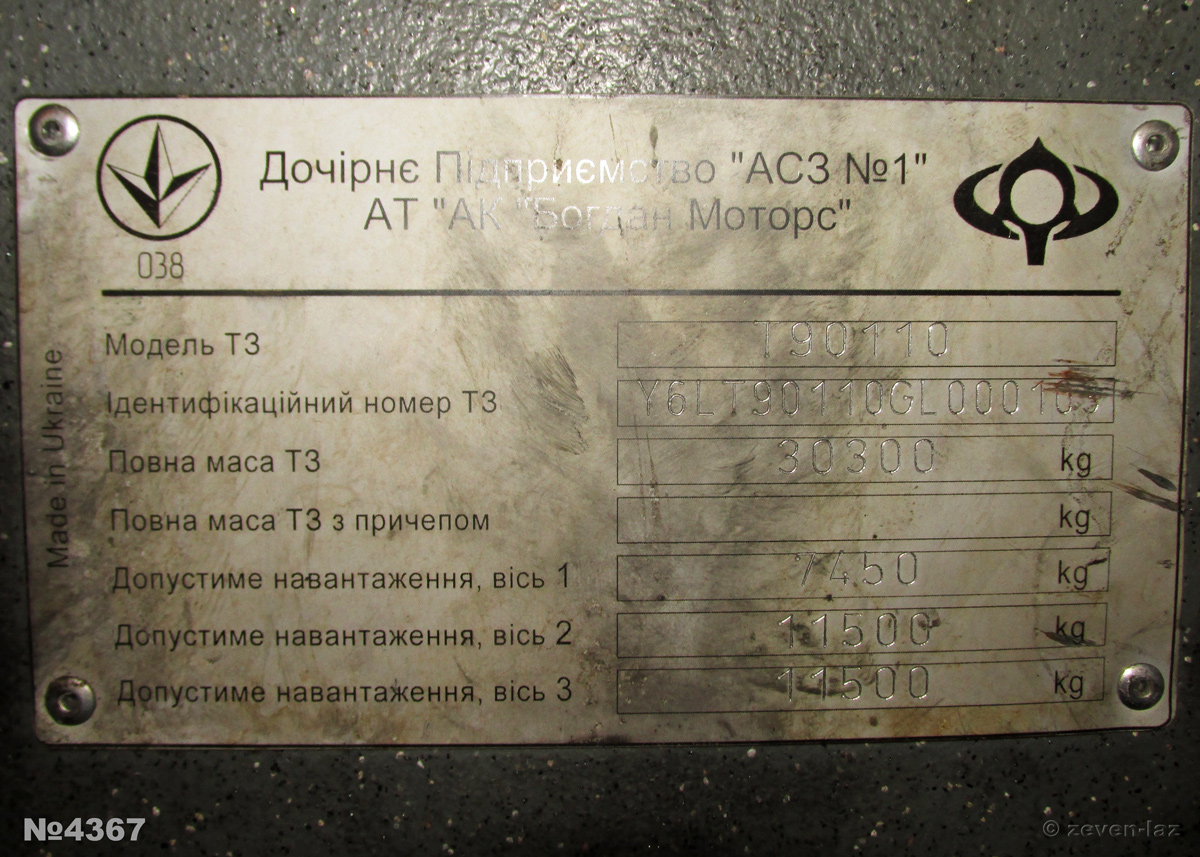 Дочірнє Підприємство "АСЗ №1"
АТ "АК "Богдан Моторс"
038
Made in Ukraine
Модель ТЗ T90110
Ідентифікаційний номер ТЗ Y6LT90110GL000109
Повна маса ТЗ 30300 kg
Повна маса ТЗ з причепом kg
Допустиме навантаження, вісь 1 7450 kg
Допустиме навантаження, вісь 2 11500 kg
Допустиме навантаження, вісь 3 11500 kg
№4367
© zeven-laz